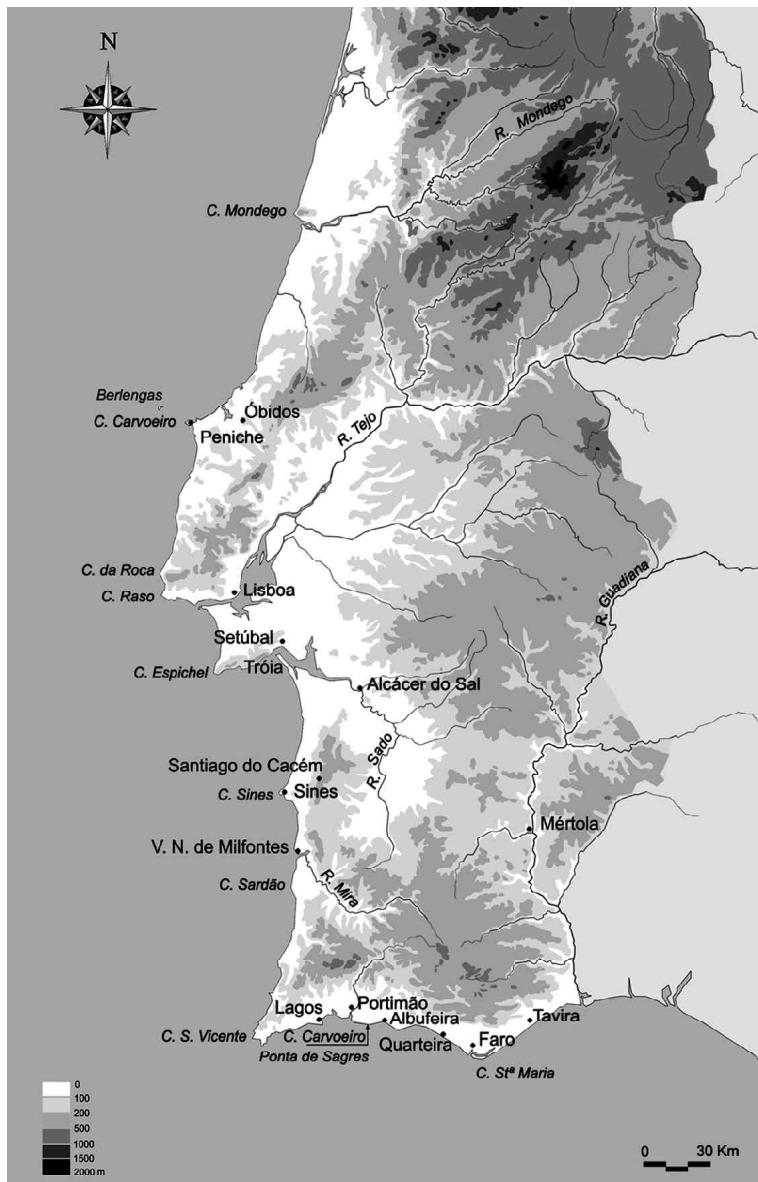 N
R. Mondego
C. Mondego
Berlengas
C. Carvoeiro
Óbidos
Peniche
R. Tejo
C. da Roca
C. Raso
Lisboa
R. Guadiana
Setúbal
C. Espichel
Tróia
Alcácer do Sal
R. Sado
Santiago do Cacém
C. Sines
Sines
Mértola
V. N. de Milfontes
C. Sardão
R. Mira
Lagos
Portimão
Albufeira
Tavira
C. S. Vicente
C. Carvoeiro
Quarteira
Faro
Ponta de Sagres
C. Stª Maria
0
100
200
500
1000
1500
2000 m
0 30 Km